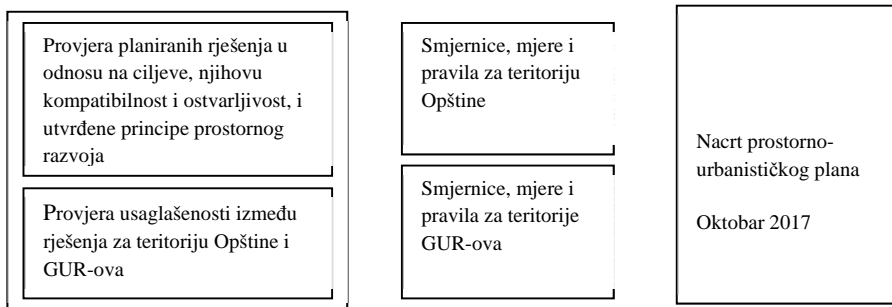 Provjera planiranih rješenja u
odnosu na ciljeve, njihovu
kompatibilnost i ostvarljivost, i
utvrđene principe prostornog
razvoja
Provjera usaglašenosti između
rješenja za teritoriju Opštine i
GUR-ova
Smjernice, mjere i
pravila za teritoriju
Opštine
Smjernice, mjere i
pravila za teritorije
GUR-ova
Nacrt prostorno-
urbanističkog plana
Oktobar 2017